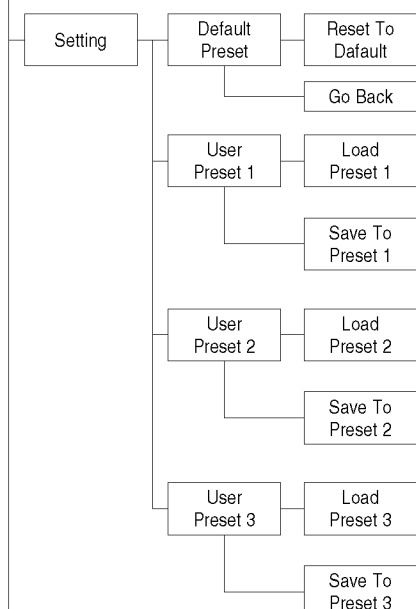 Setting
Default
Preset
Reset To
Dafault
Go Back
User
Preset 1
Load
Preset 1
Save To
Preset 1
User
Preset 2
Load
Preset 2
Save To
Preset 2
User
Preset 3
Load
Preset 3
Save To
Preset 3